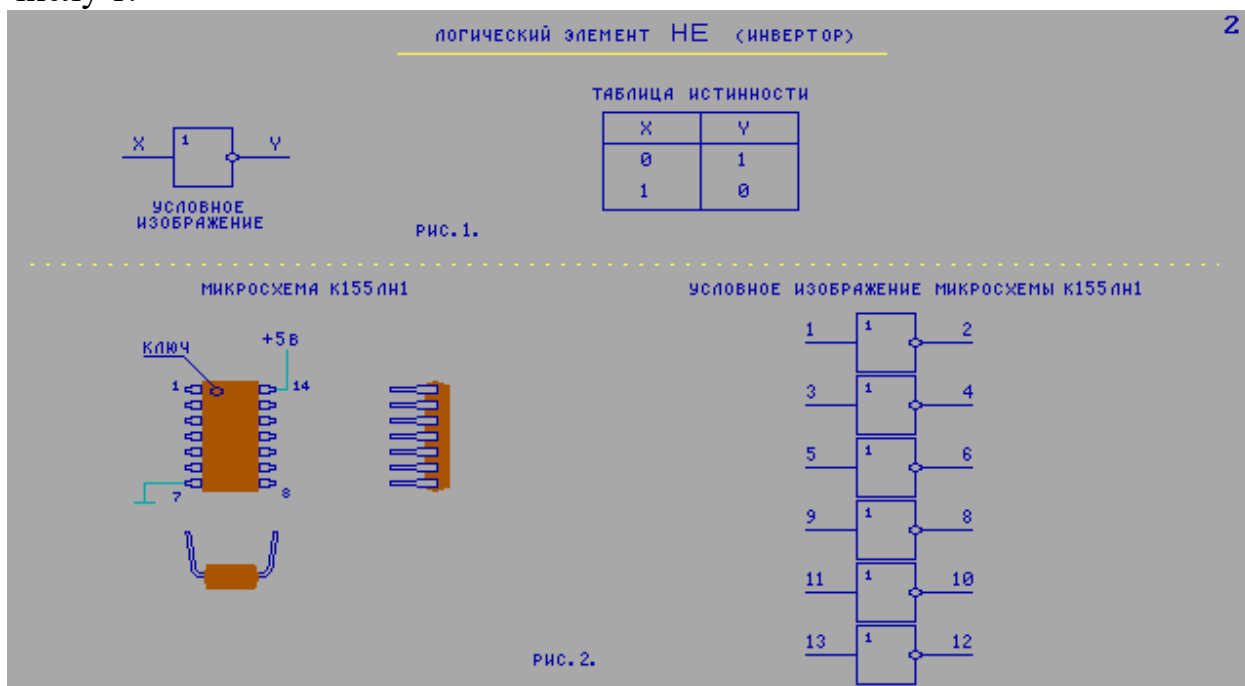 2
ЛОГИЧЕСКИЙ ЭЛЕМЕНТ НЕ (ИНВЕРТОР)
ТАБЛИЦА ИСТИННОСТИ
X Y
0 1
1 0
X 1 Y
УСЛОВНОЕ
ИЗОБРАЖЕНИЕ
РИС.1.
МИКРОСХЕМА К155ЛН1
КЛЮЧ
+5В
1 14
7 8
УСЛОВНОЕ ИЗОБРАЖЕНИЕ МИКРОСХЕМЫ К155ЛН1
1 1 2
3 1 4
5 1 6
9 1 8
11 1 10
13 1 12
РИС.2.